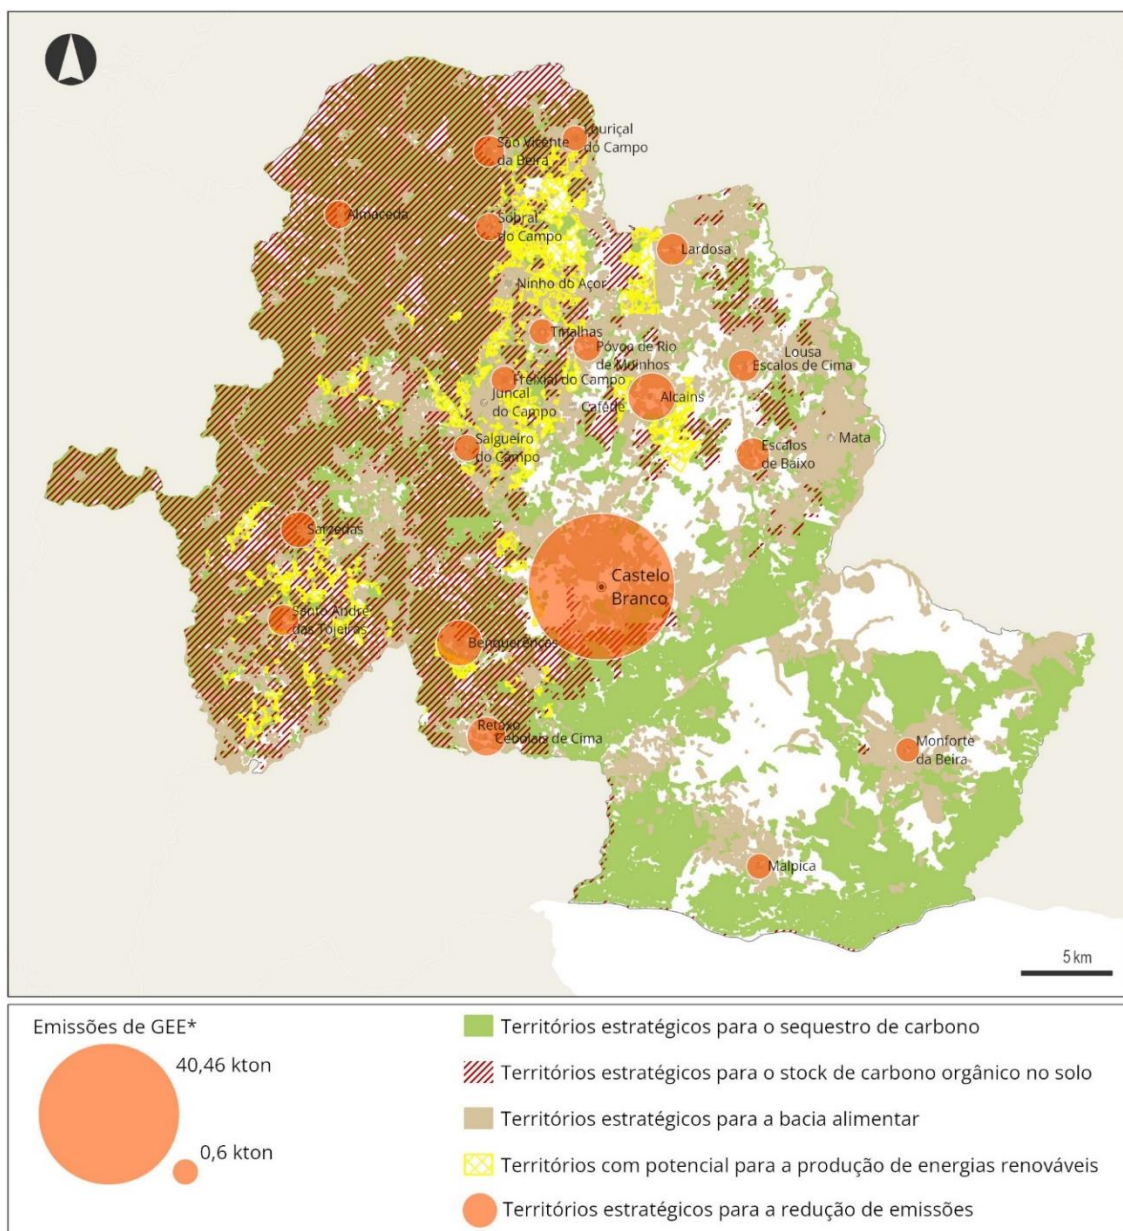 Louriçal
do Campo
São Vicente
da Beira
Almaceda
Sobral
do Campo
Lardosa
Ninho do Açor
Tinalhas
Póvoa de Rio
de Moinhos
Lousa
Escalos de Cima
Freixial do Campo
Juncal
do Campo
Cafede
Alcains
Mata
Salgueiro
do Campo
Escalos
de Baixo
Sarzedas
Castelo
Branco
Santo André
das Tojeiras
Benquerenças
Retaxo
Cebolais de Cima
Monforte
da Beira
Malpica
5 km
Emissões de GEE*
40,46 kton
0,6 kton
Territórios estratégicos para o sequestro de carbono
Territórios estratégicos para o stock de carbono orgânico no solo
Territórios estratégicos para a bacia alimentar
Territórios com potencial para a produção de energias renováveis
Territórios estratégicos para a redução de emissões